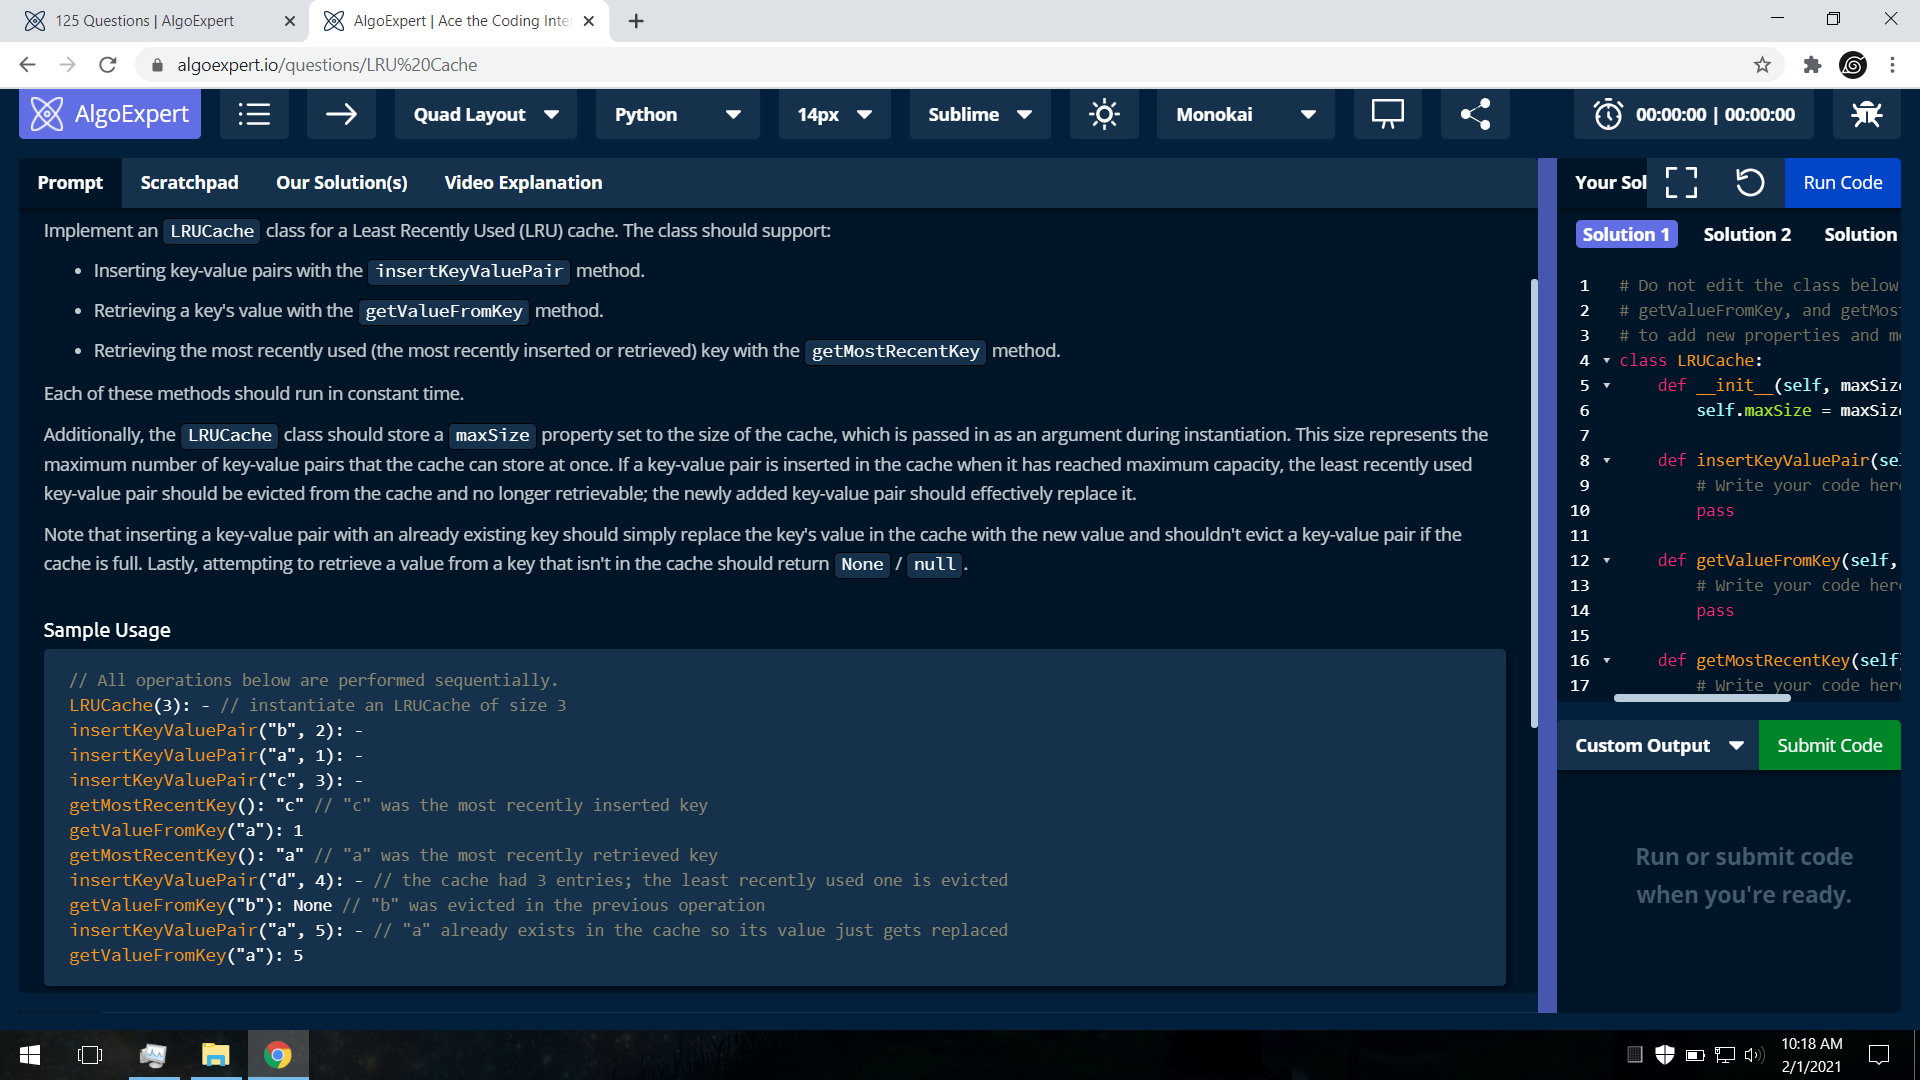 125 Questions | AlgoExpert
AlgoExpert | Ace the Coding Inte
algoexpert.io/questions/LRU%20Cache
AlgoExpert
Quad Layout
Python
14px
Sublime
Monokai
00:00:00 | 00:00:00
Prompt
Scratchpad
Our Solution(s)
Video Explanation
Implement an LRUCache class for a Least Recently Used (LRU) cache. The class should support:
• Inserting key-value pairs with the insertKeyValuePair method.
• Retrieving a key's value with the getValueFromKey method.
• Retrieving the most recently used (the most recently inserted or retrieved) key with the getMostRecentKey method.
Each of these methods should run in constant time.
Additionally, the LRUCache class should store a maxSize property set to the size of the cache, which is passed in as an argument during instantiation. This size represents the
maximum number of key-value pairs that the cache can store at once. If a key-value pair is inserted in the cache when it has reached maximum capacity, the least recently used
key-value pair should be evicted from the cache and no longer retrievable; the newly added key-value pair should effectively replace it.
Note that inserting a key-value pair with an already existing key should simply replace the key's value in the cache with the new value and shouldn't evict a key-value pair if the
cache is full. Lastly, attempting to retrieve a value from a key that isn't in the cache should return None / null.
Sample Usage
// All operations below are performed sequentially.
LRUCache(3): - // instantiate an LRUCache of size 3
insertKeyValuePair("b", 2): -
insertKeyValuePair("a", 1): -
insertKeyValuePair("c", 3): -
getMostRecentKey(): "c" // "c" was the most recently inserted key
getValueFromKey("a"): 1
getMostRecentKey(): "a" // "a" was the most recently retrieved key
insertKeyValuePair("d", 4): - // the cache had 3 entries; the least recently used one is evicted
getValueFromKey("b"): None // "b" was evicted in the previous operation
insertKeyValuePair("a", 5): - // "a" already exists in the cache so its value just gets replaced
getValueFromKey("a"): 5
Your Sol
Run Code
Solution 1
Solution 2
Solution
1 # Do not edit the class below
2 # getValueFromKey, and getMos
3 # to add new properties and m
4 class LRUCache:
5 def __init__(self, maxSiz
6 self.maxSize = maxSiz
7
8 def insertKeyValuePair(se
9 # Write your code her
10 pass
11
12 def getValueFromKey(self,
13 # Write your code her
14 pass
15
16 def getMostRecentKey(self
17 # Write your code her
Custom Output
Submit Code
Run or submit code
when you're ready.
10:18 AM
2/1/2021